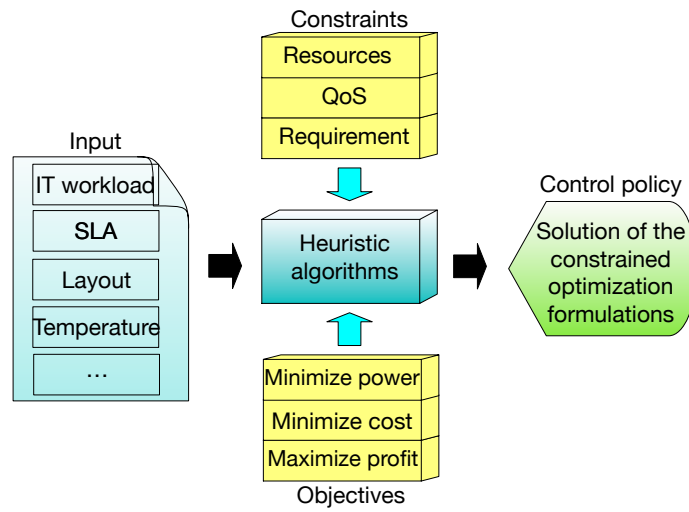 Constraints
Resources
QoS
Requirement
Input
IT workload
SLA
Layout
Temperature
...
Heuristic
algorithms
Control policy
Solution of the
constrained
optimization
formulations
Minimize power
Minimize cost
Maximize profit
Objectives